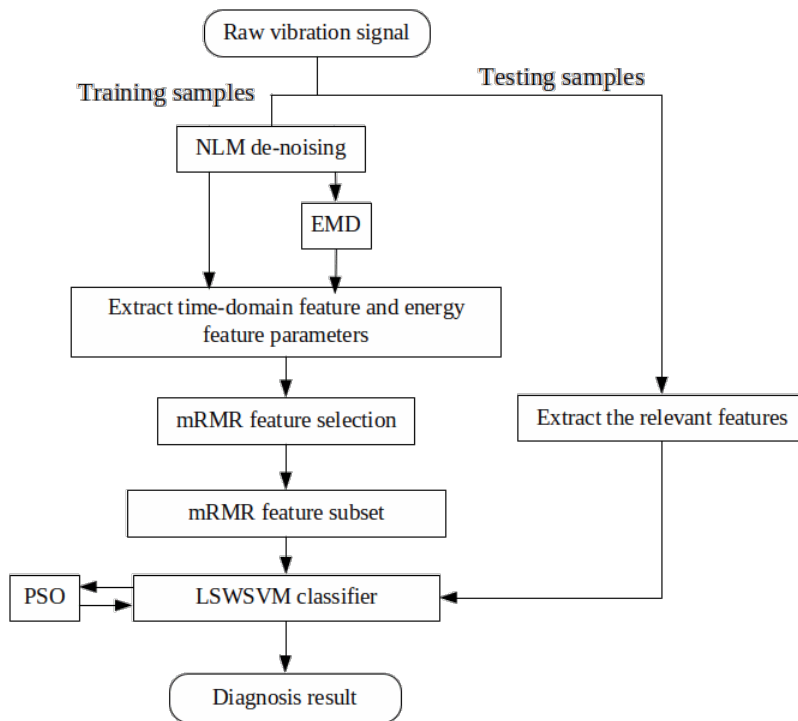 Raw vibration signal
Training samples
Testing samples
NLM de-noising
EMD
Extract time-domain feature and energy
feature parameters
mRMR feature selection
Extract the relevant features
mRMR feature subset
PSO
LSWSVM classifier
Diagnosis result